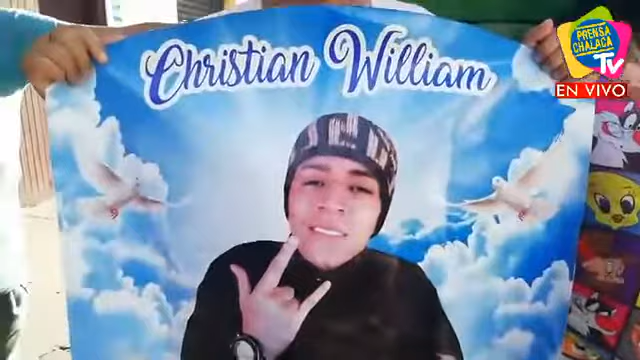 Christian William
PRENSA
CHALACA
TV
EN VIVO